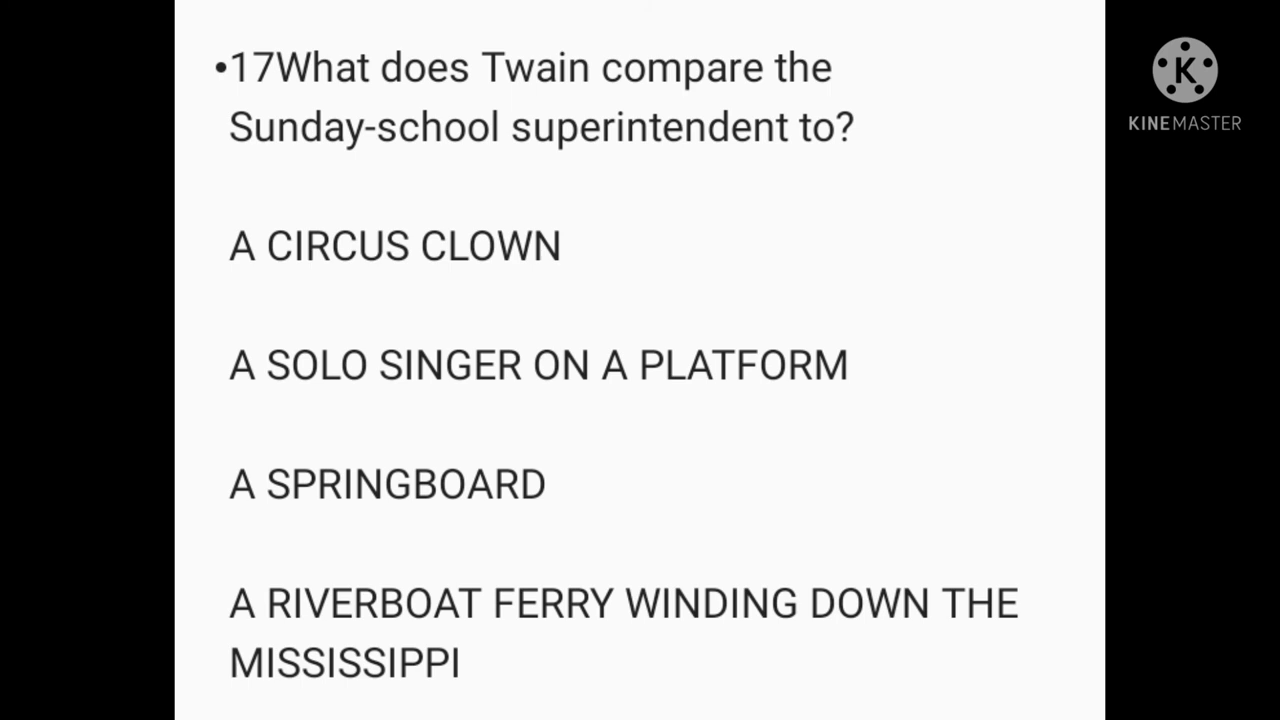 •17What does Twain compare the
Sunday-school superintendent to?
A CIRCUS CLOWN
A SOLO SINGER ON A PLATFORM
A SPRINGBOARD
A RIVERBOAT FERRY WINDING DOWN THE
MISSISSIPPI
K
KINEMASTER